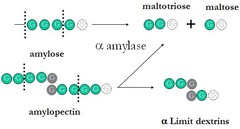 maltotriose maltose
G G G G G
G G G G G
amylose
α amylase
G G G
G G G
G G G G G G
G G G
amylopectin
α Limit dextrins